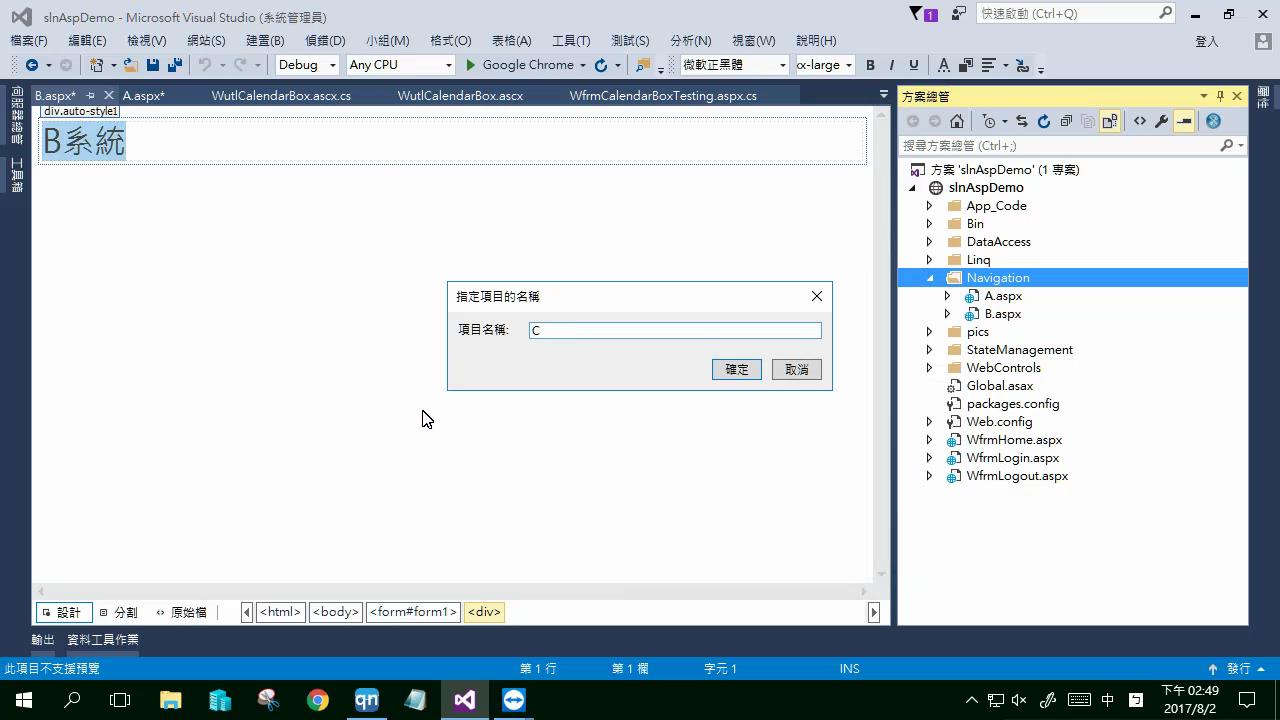 slnAspDemo - Microsoft Visual Studio (系統管理員)
1
快速啟動 (Ctrl+Q)
檔案(F) 編輯(E) 檢視(V) 網站(S) 建置(B) 偵錯(D) 小組(M) 格式(O) 表格(A) 工具(T) 測試(S) 分析(N) 視窗(W) 說明(H)
登入
Debug Any CPU Google Chrome 微軟正黑體 xx-large B I U A
伺服器總管
工具箱
B.aspx* A.aspx* WutlCalendarBox.ascx.cs WutlCalendarBox.ascx WfrmCalendarBoxTesting.aspx.cs
div.auto-style1
B系統
指定項目的名稱
項目名稱: C
確定 取消
方案總管
搜尋方案總管 (Ctrl+;)
方案 'slnAspDemo' (1 專案)
slnAspDemo
App_Code
Bin
DataAccess
Linq
Navigation
A.aspx
B.aspx
pics
StateManagement
WebControls
Global.asax
packages.config
Web.config
WfrmHome.aspx
WfrmLogin.aspx
WfrmLogout.aspx
屬性
設計 分割 原始檔 <html> <body> <form#form1> <div>
輸出 資料工具作業
此項目不支援預覽 第 1 行 第 1 欄 字元 1 INS 發行
qn
中
下午 02:49
2017/8/2